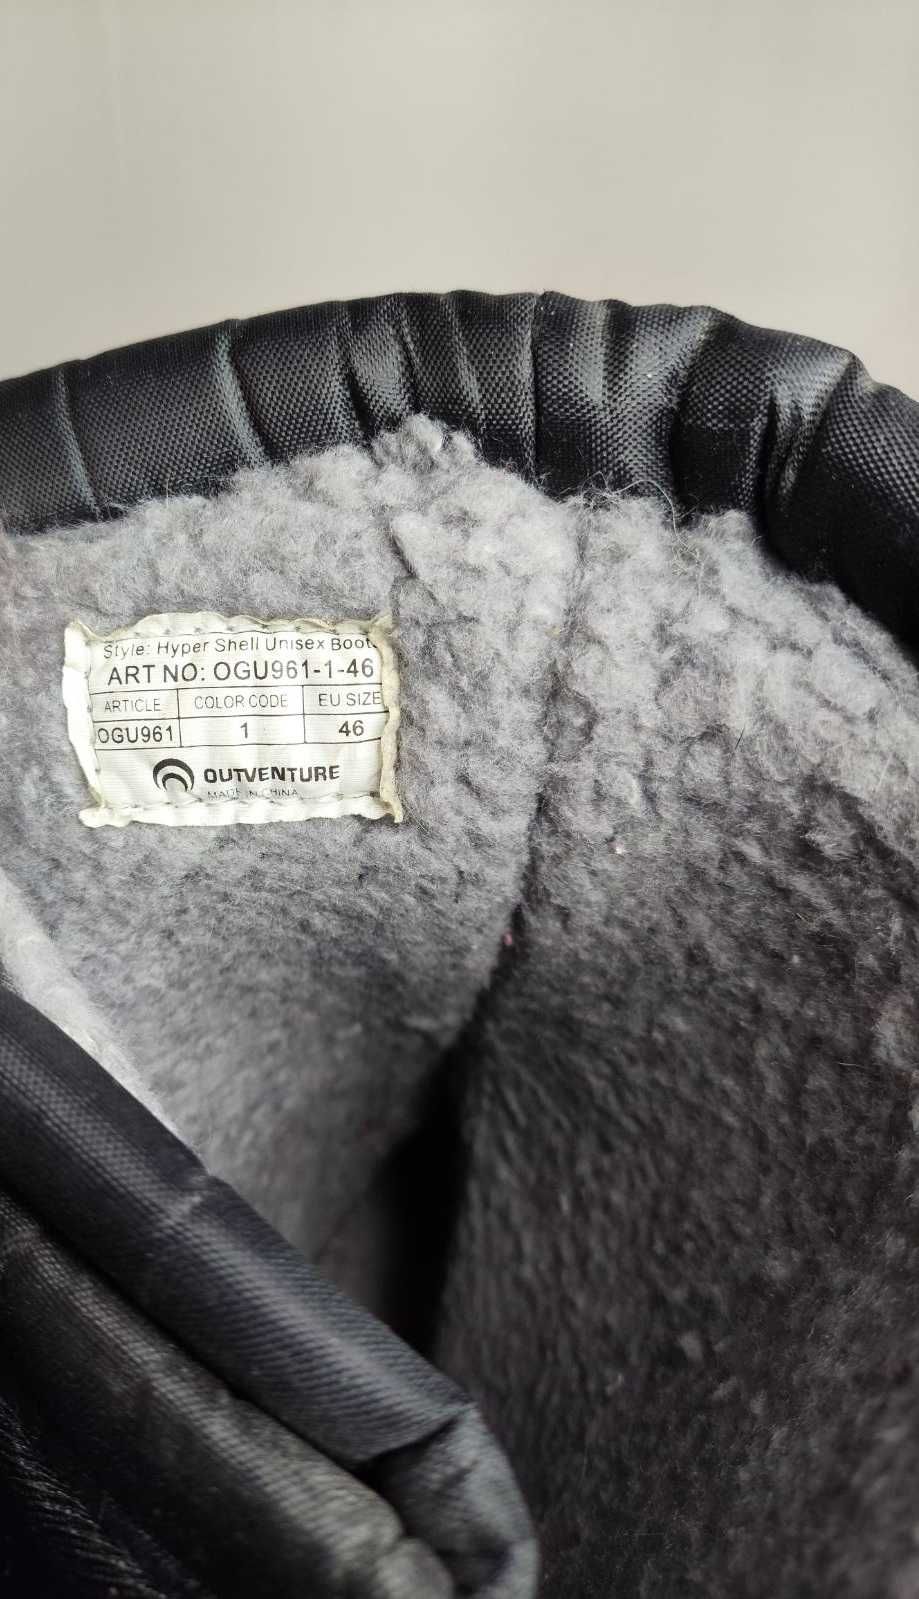 Style: Hyper Shell Unisex Boot
ART NO: OGU961-1-46
ARTICLE COLOR CODE EU SIZE
OGU961 1 46
OUTVENTURE
MADE IN CHINA